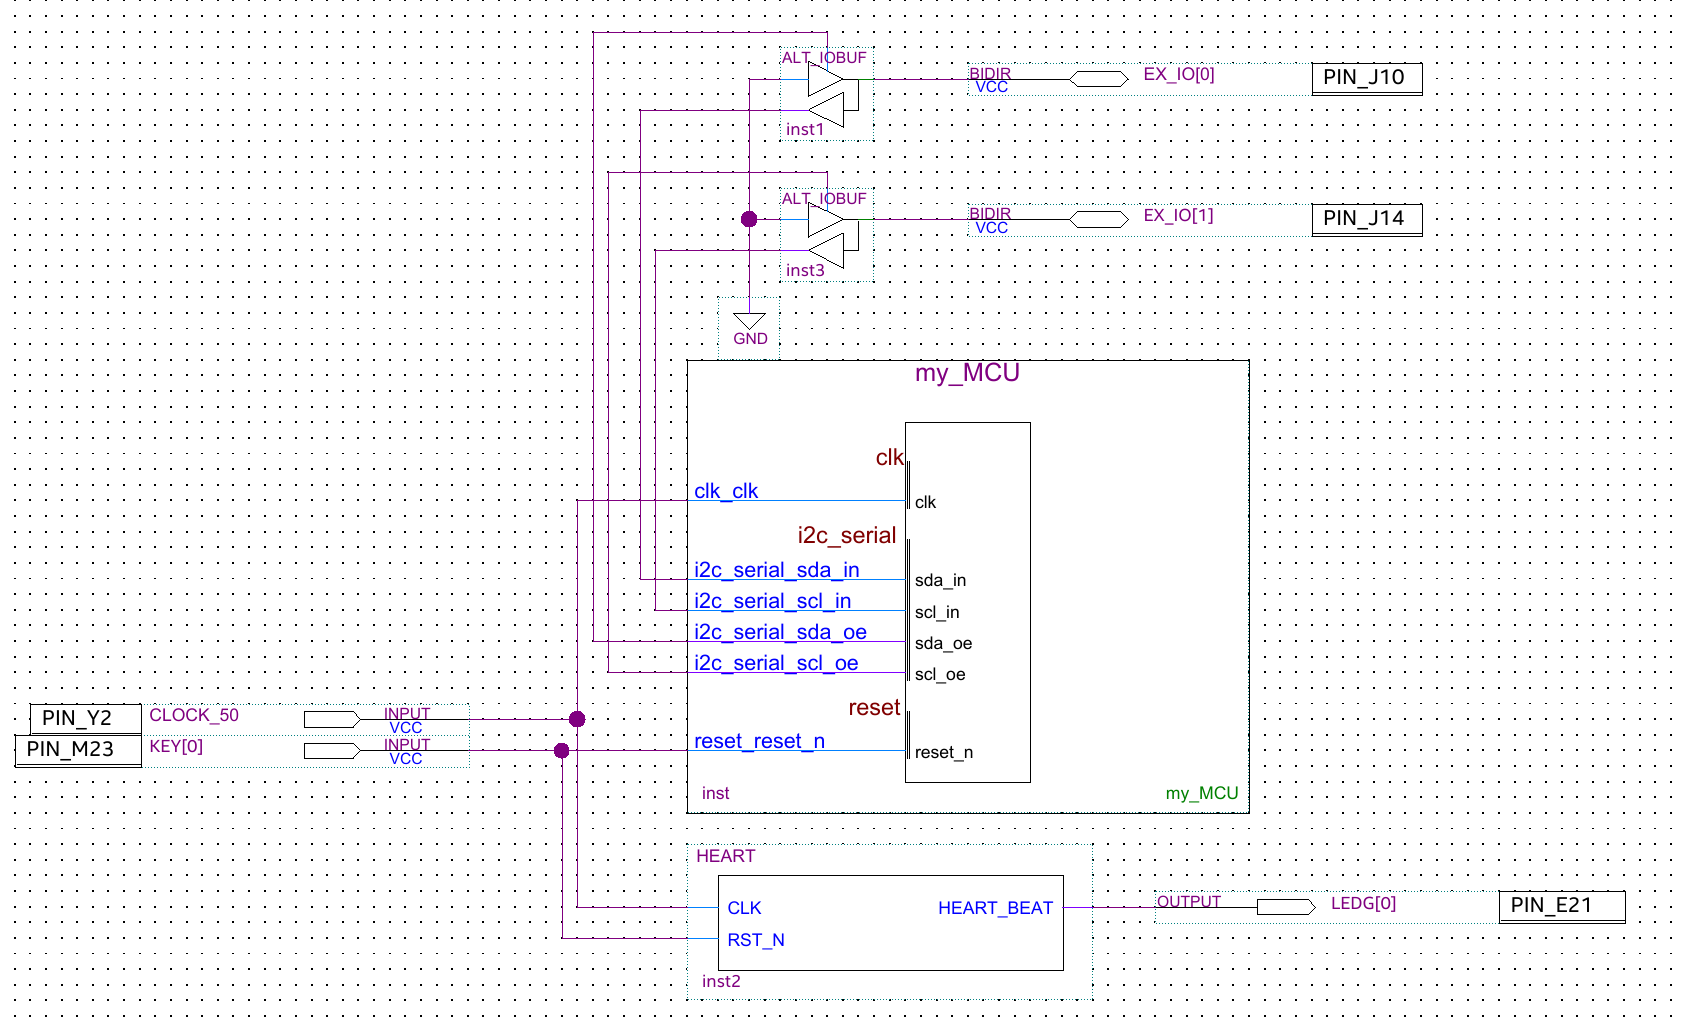 ALT_IOBUF
BIDIR
VCC
EX_IO[0]
PIN_J10
inst1
ALT_IOBUF
BIDIR
VCC
EX_IO[1]
PIN_J14
inst3
GND
my_MCU
clk
clk_clk
clk
i2c_serial
i2c_serial_sda_in
sda_in
i2c_serial_scl_in
scl_in
i2c_serial_sda_oe
sda_oe
i2c_serial_scl_oe
scl_oe
reset
PIN_Y2
CLOCK_50
INPUT
VCC
PIN_M23
KEY[0]
INPUT
VCC
reset_reset_n
reset_n
inst
my_MCU
HEART
CLK
HEART_BEAT
OUTPUT
LEDG[0]
PIN_E21
RST_N
inst2